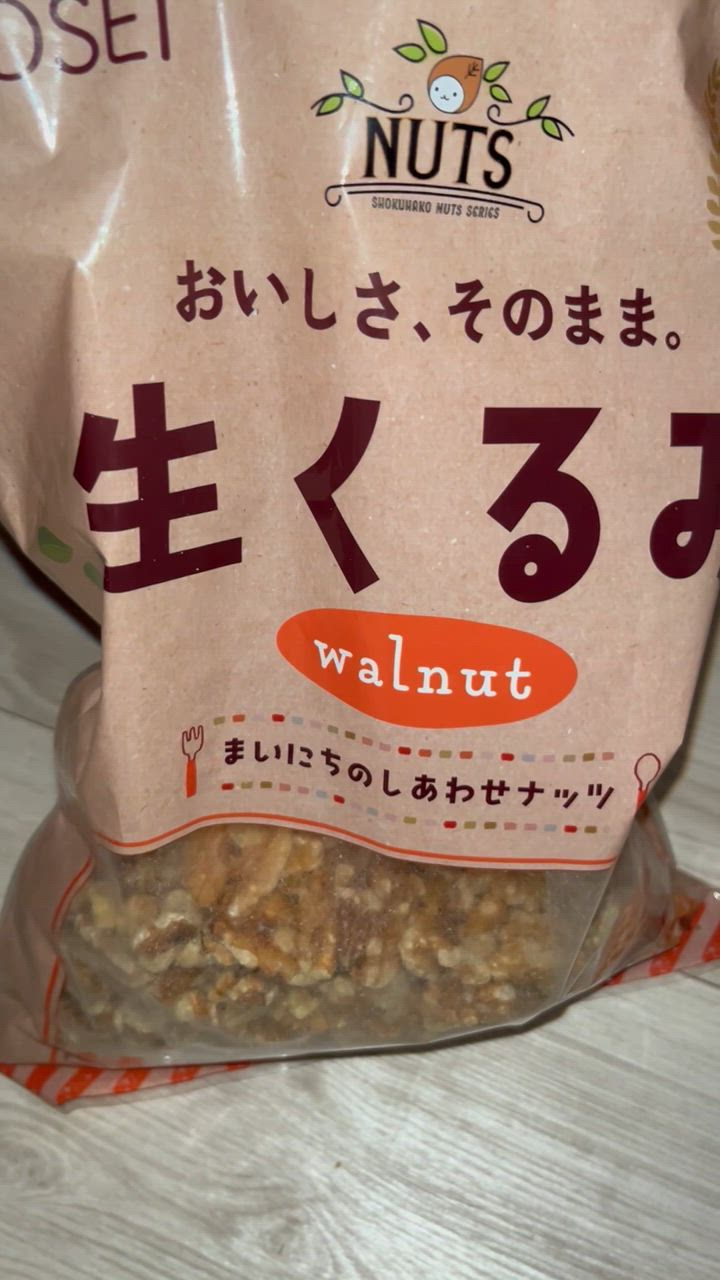 OSEI
NUTS
SHOKUHAKO NUTS SERIES
おいしさ、そのまま。
生くるみ
walnut
まいにちのしあわせナッツ